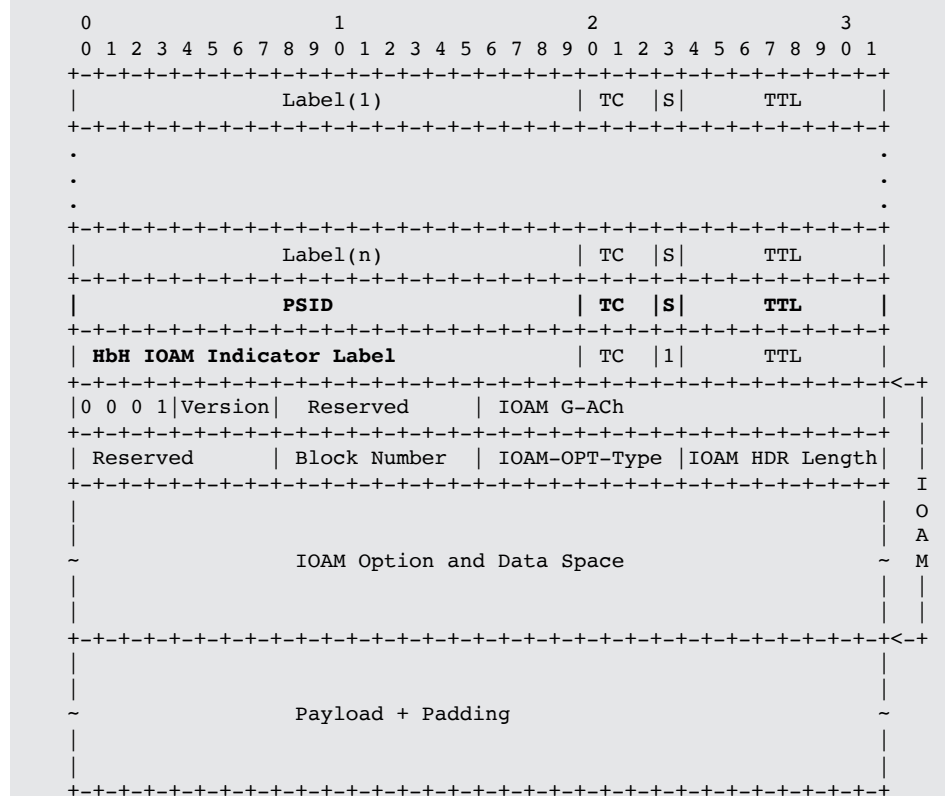 0 1 2 3
0 1 2 3 4 5 6 7 8 9 0 1 2 3 4 5 6 7 8 9 0 1 2 3 4 5 6 7 8 9 0 1
+-+-+-+-+-+-+-+-+-+-+-+-+-+-+-+-+-+-+-+-+-+-+-+-+-+-+-+-+-+-+-+-+
| Label(1) | TC |S| TTL |
+-+-+-+-+-+-+-+-+-+-+-+-+-+-+-+-+-+-+-+-+-+-+-+-+-+-+-+-+-+-+-+-+
. .
. .
. .
+-+-+-+-+-+-+-+-+-+-+-+-+-+-+-+-+-+-+-+-+-+-+-+-+-+-+-+-+-+-+-+-+
| Label(n) | TC |S| TTL |
+-+-+-+-+-+-+-+-+-+-+-+-+-+-+-+-+-+-+-+-+-+-+-+-+-+-+-+-+-+-+-+-+
| PSID | TC |S| TTL |
+-+-+-+-+-+-+-+-+-+-+-+-+-+-+-+-+-+-+-+-+-+-+-+-+-+-+-+-+-+-+-+-+
| HbH IOAM Indicator Label | TC |1| TTL |
+-+-+-+-+-+-+-+-+-+-+-+-+-+-+-+-+-+-+-+-+-+-+-+-+-+-+-+-+-+-+-+-+<-+
|0 0 0 1|Version| Reserved | IOAM G-ACh | |
+-+-+-+-+-+-+-+-+-+-+-+-+-+-+-+-+-+-+-+-+-+-+-+-+-+-+-+-+-+-+-+-+ |
| Reserved | Block Number | IOAM-OPT-Type |IOAM HDR Length| |
+-+-+-+-+-+-+-+-+-+-+-+-+-+-+-+-+-+-+-+-+-+-+-+-+-+-+-+-+-+-+-+-+ I
| | O
| | A
~ IOAM Option and Data Space ~ M
| | |
| | |
+-+-+-+-+-+-+-+-+-+-+-+-+-+-+-+-+-+-+-+-+-+-+-+-+-+-+-+-+-+-+-+-+<-+
| |
| |
~ Payload + Padding ~
| |
| |
+-+-+-+-+-+-+-+-+-+-+-+-+-+-+-+-+-+-+-+-+-+-+-+-+-+-+-+-+-+-+-+-+